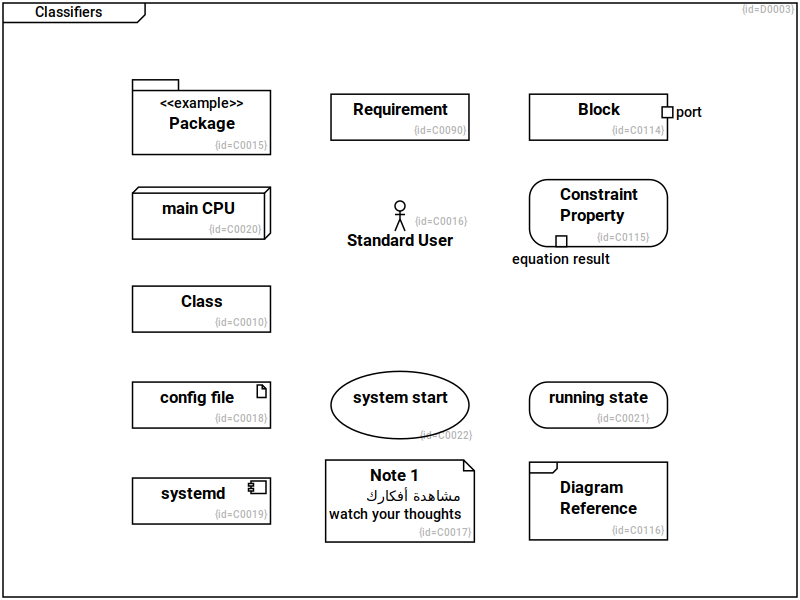 Classifiers
{id=D0003}
<<example>>
Package
{id=C0015}
Requirement
{id=C0090}
Block
{id=C0114}
port
main CPU
{id=C0020}
{id=C0016}
Standard User
Constraint
Property
{id=C0115}
equation result
Class
{id=C0010}
config file
{id=C0018}
system start
{id=C0022}
running state
{id=C0021}
systemd
{id=C0019}
Note 1
مشاهدة أفكارك
watch your thoughts
{id=C0017}
Diagram
Reference
{id=C0116}